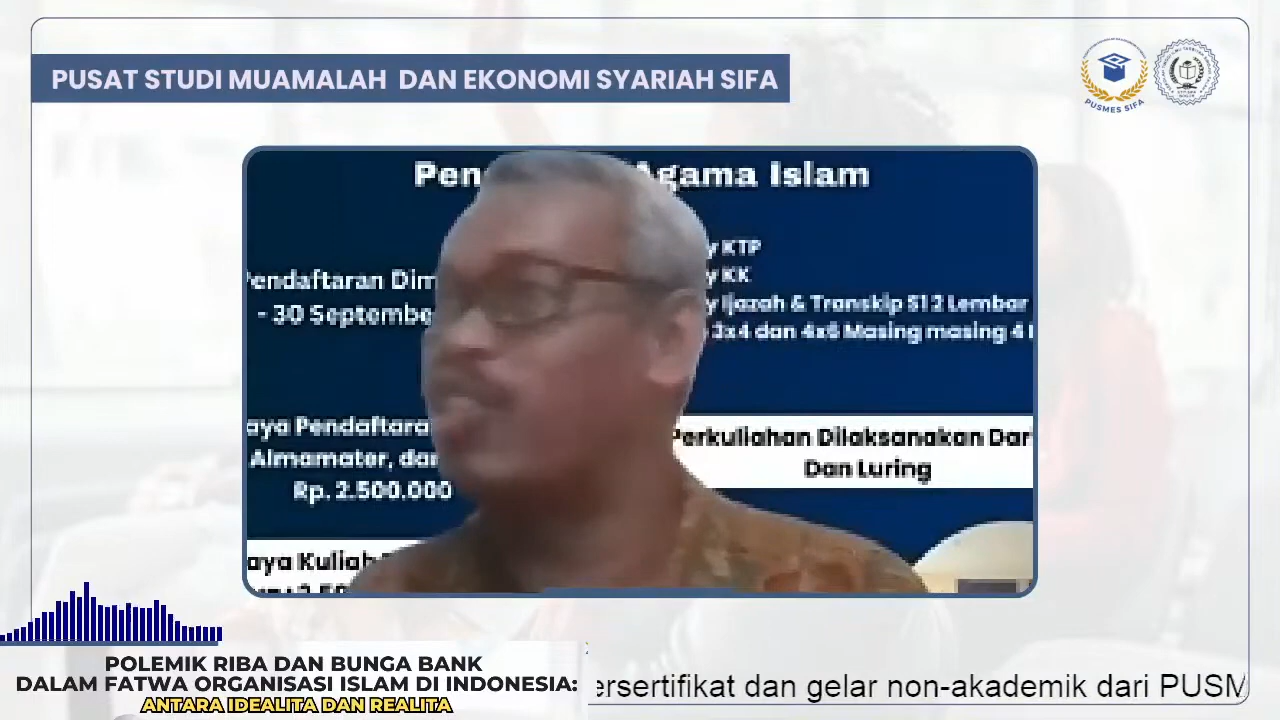 PUSAT STUDI MUAMALAH DAN EKONOMI SYARIAH SIFA
PUSMES SIFA
Pen Agama Islam
y KTP
y KK
endaftaran Dim
y Ijazah & Transkip S1 2 Lembar
- 30 Septembe
3x4 dan 4x6 Masing masing 4
aya Pendaftara
Perkuliahan Dilaksanakan Dar
Almamater, dan
Dan Luring
Rp. 2.500.000
aya Kuliah
POLEMIK RIBA DAN BUNGA BANK
DALAM FATWA ORGANISASI ISLAM DI INDONESIA:
ANTARA IDEALITA DAN REALITA
ersertifikat dan gelar non-akademik dari PUSM